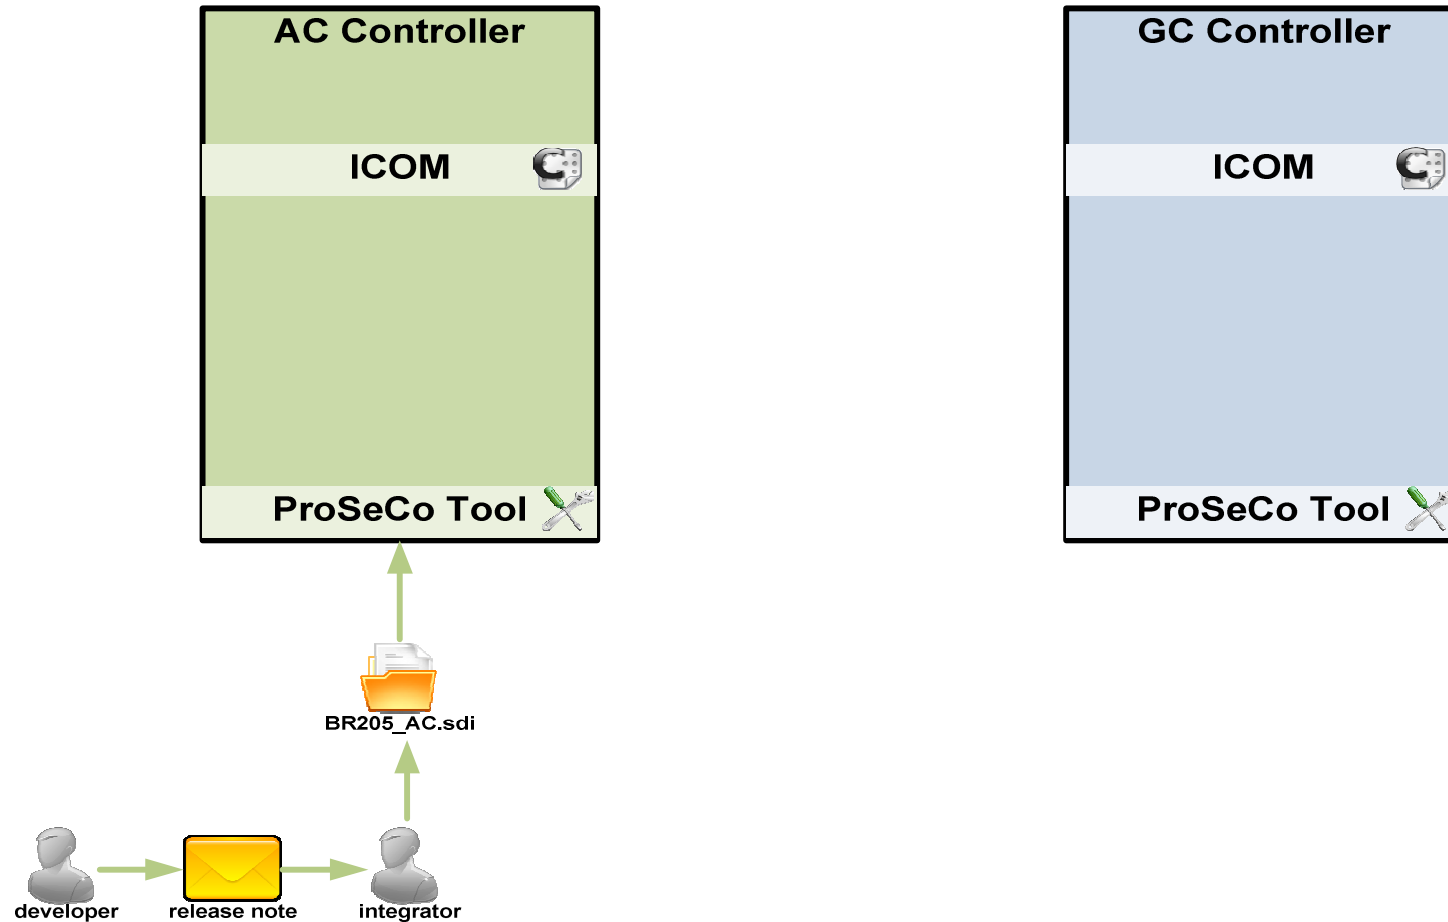 AC Controller
GC Controller
ICOM
ICOM
ProSeCo Tool
ProSeCo Tool
BR205_AC.sdi
developer
release note
integrator